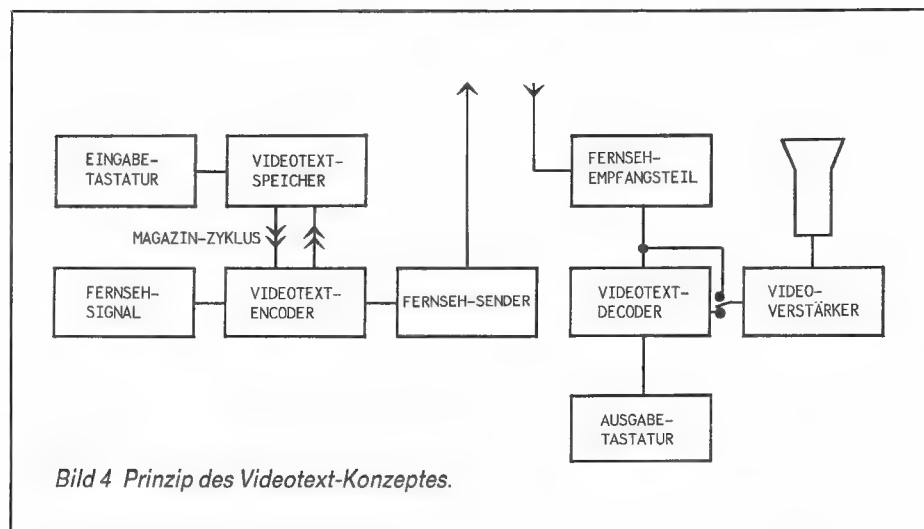 EINGABE-
TASTATUR
VIDEOTEXT-
SPEICHER
MAGAZIN-ZYKLUS
FERNSEH-
SIGNAL
VIDEOTEXT-
ENCODER
FERNSEH-SENDER
FERNSEH-
EMPFANGSTEIL
VIDEOTEXT-
DECODER
VIDEO-
VERSTÄRKER
AUSGABE-
TASTATUR
Bild 4 Prinzip des Videotext-Konzeptes.